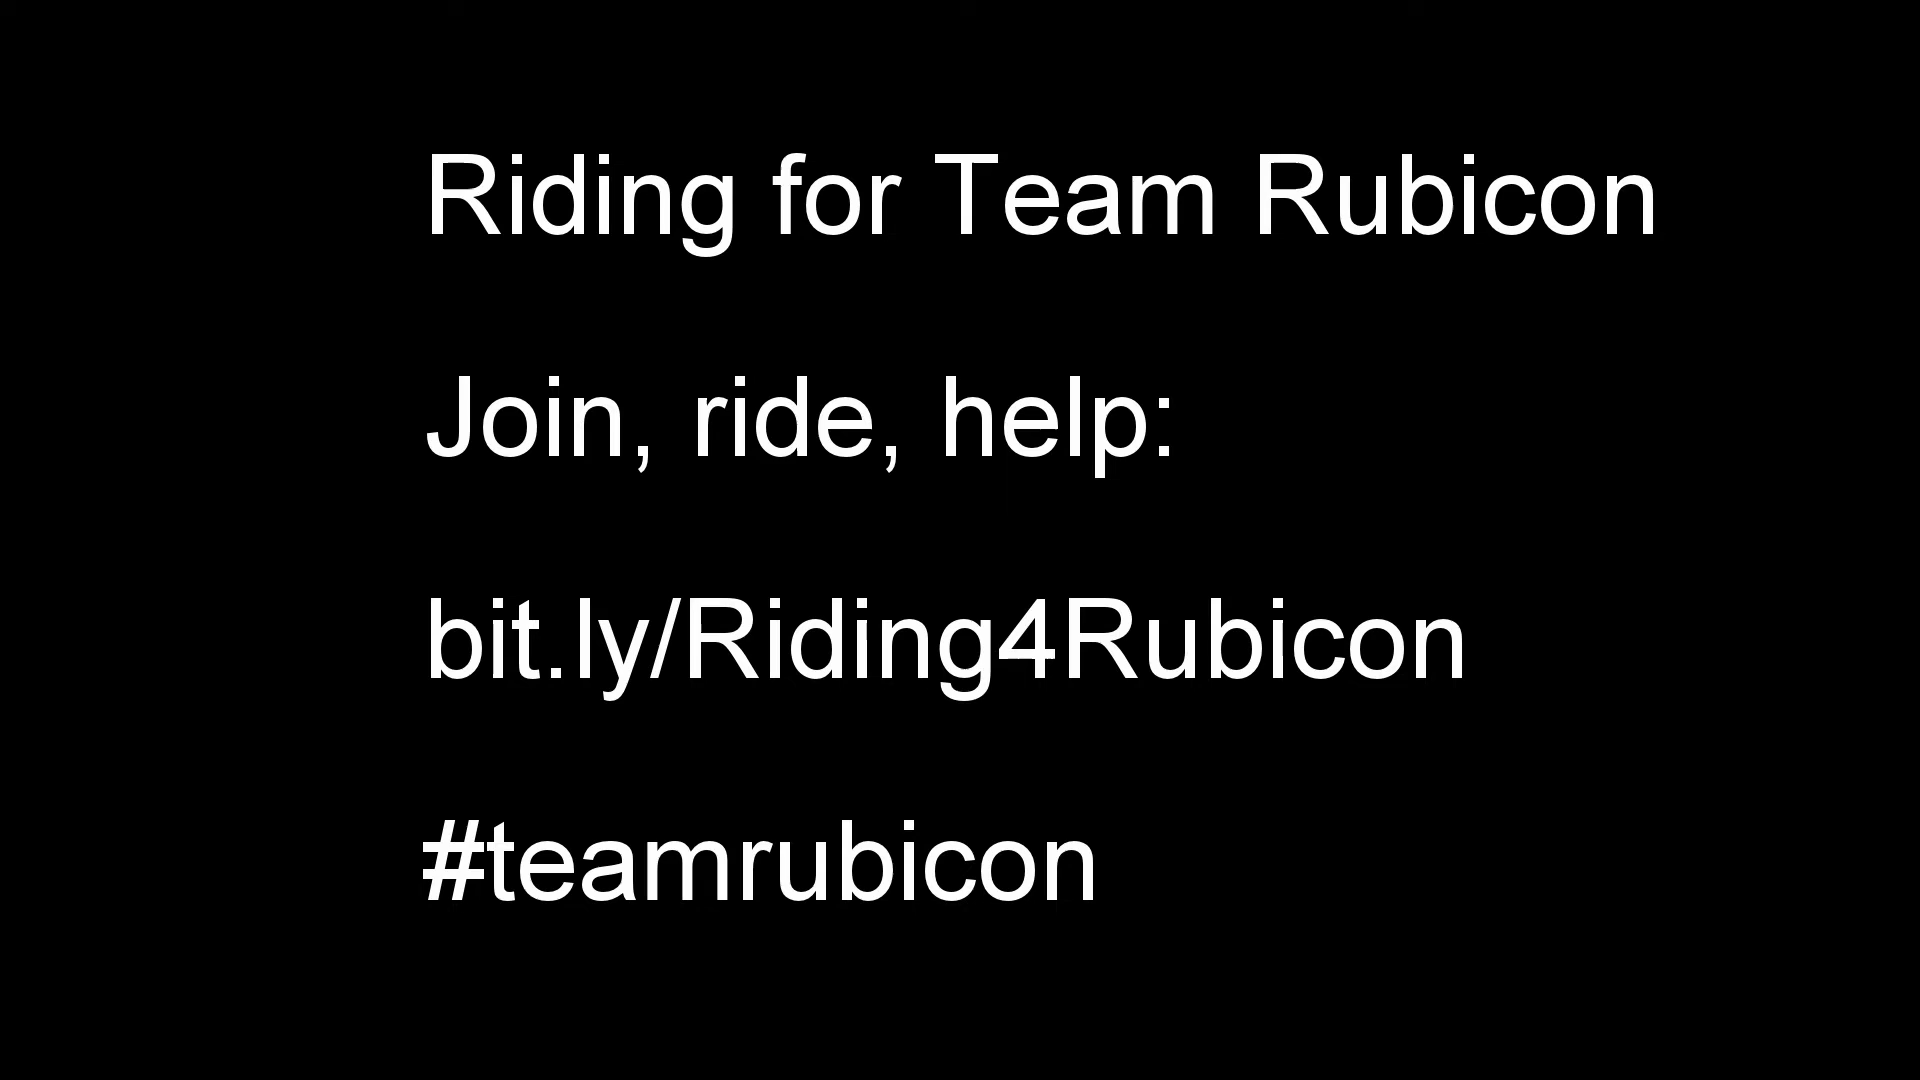 Riding for Team Rubicon
Join, ride, help:
bit.ly/Riding4Rubicon
#teamrubicon